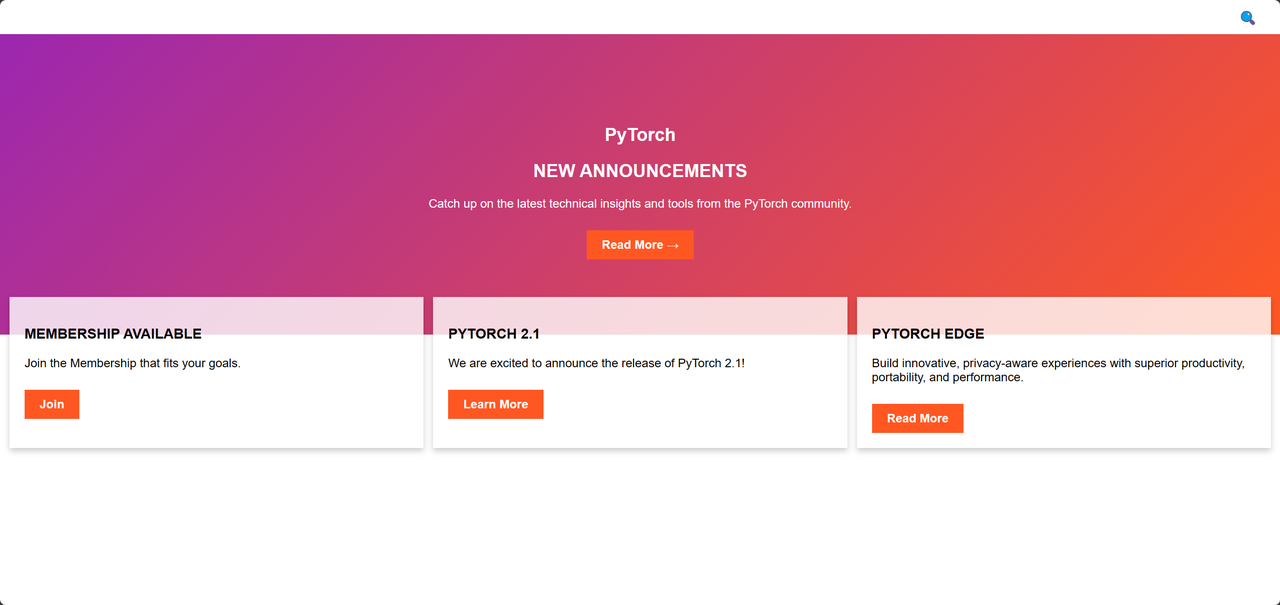 PyTorch
NEW ANNOUNCEMENTS
Catch up on the latest technical insights and tools from the PyTorch community.
Read More →
MEMBERSHIP AVAILABLE
Join the Membership that fits your goals.
Join
PYTORCH 2.1
We are excited to announce the release of PyTorch 2.1!
Learn More
PYTORCH EDGE
Build innovative, privacy-aware experiences with superior productivity,
portability, and performance.
Read More